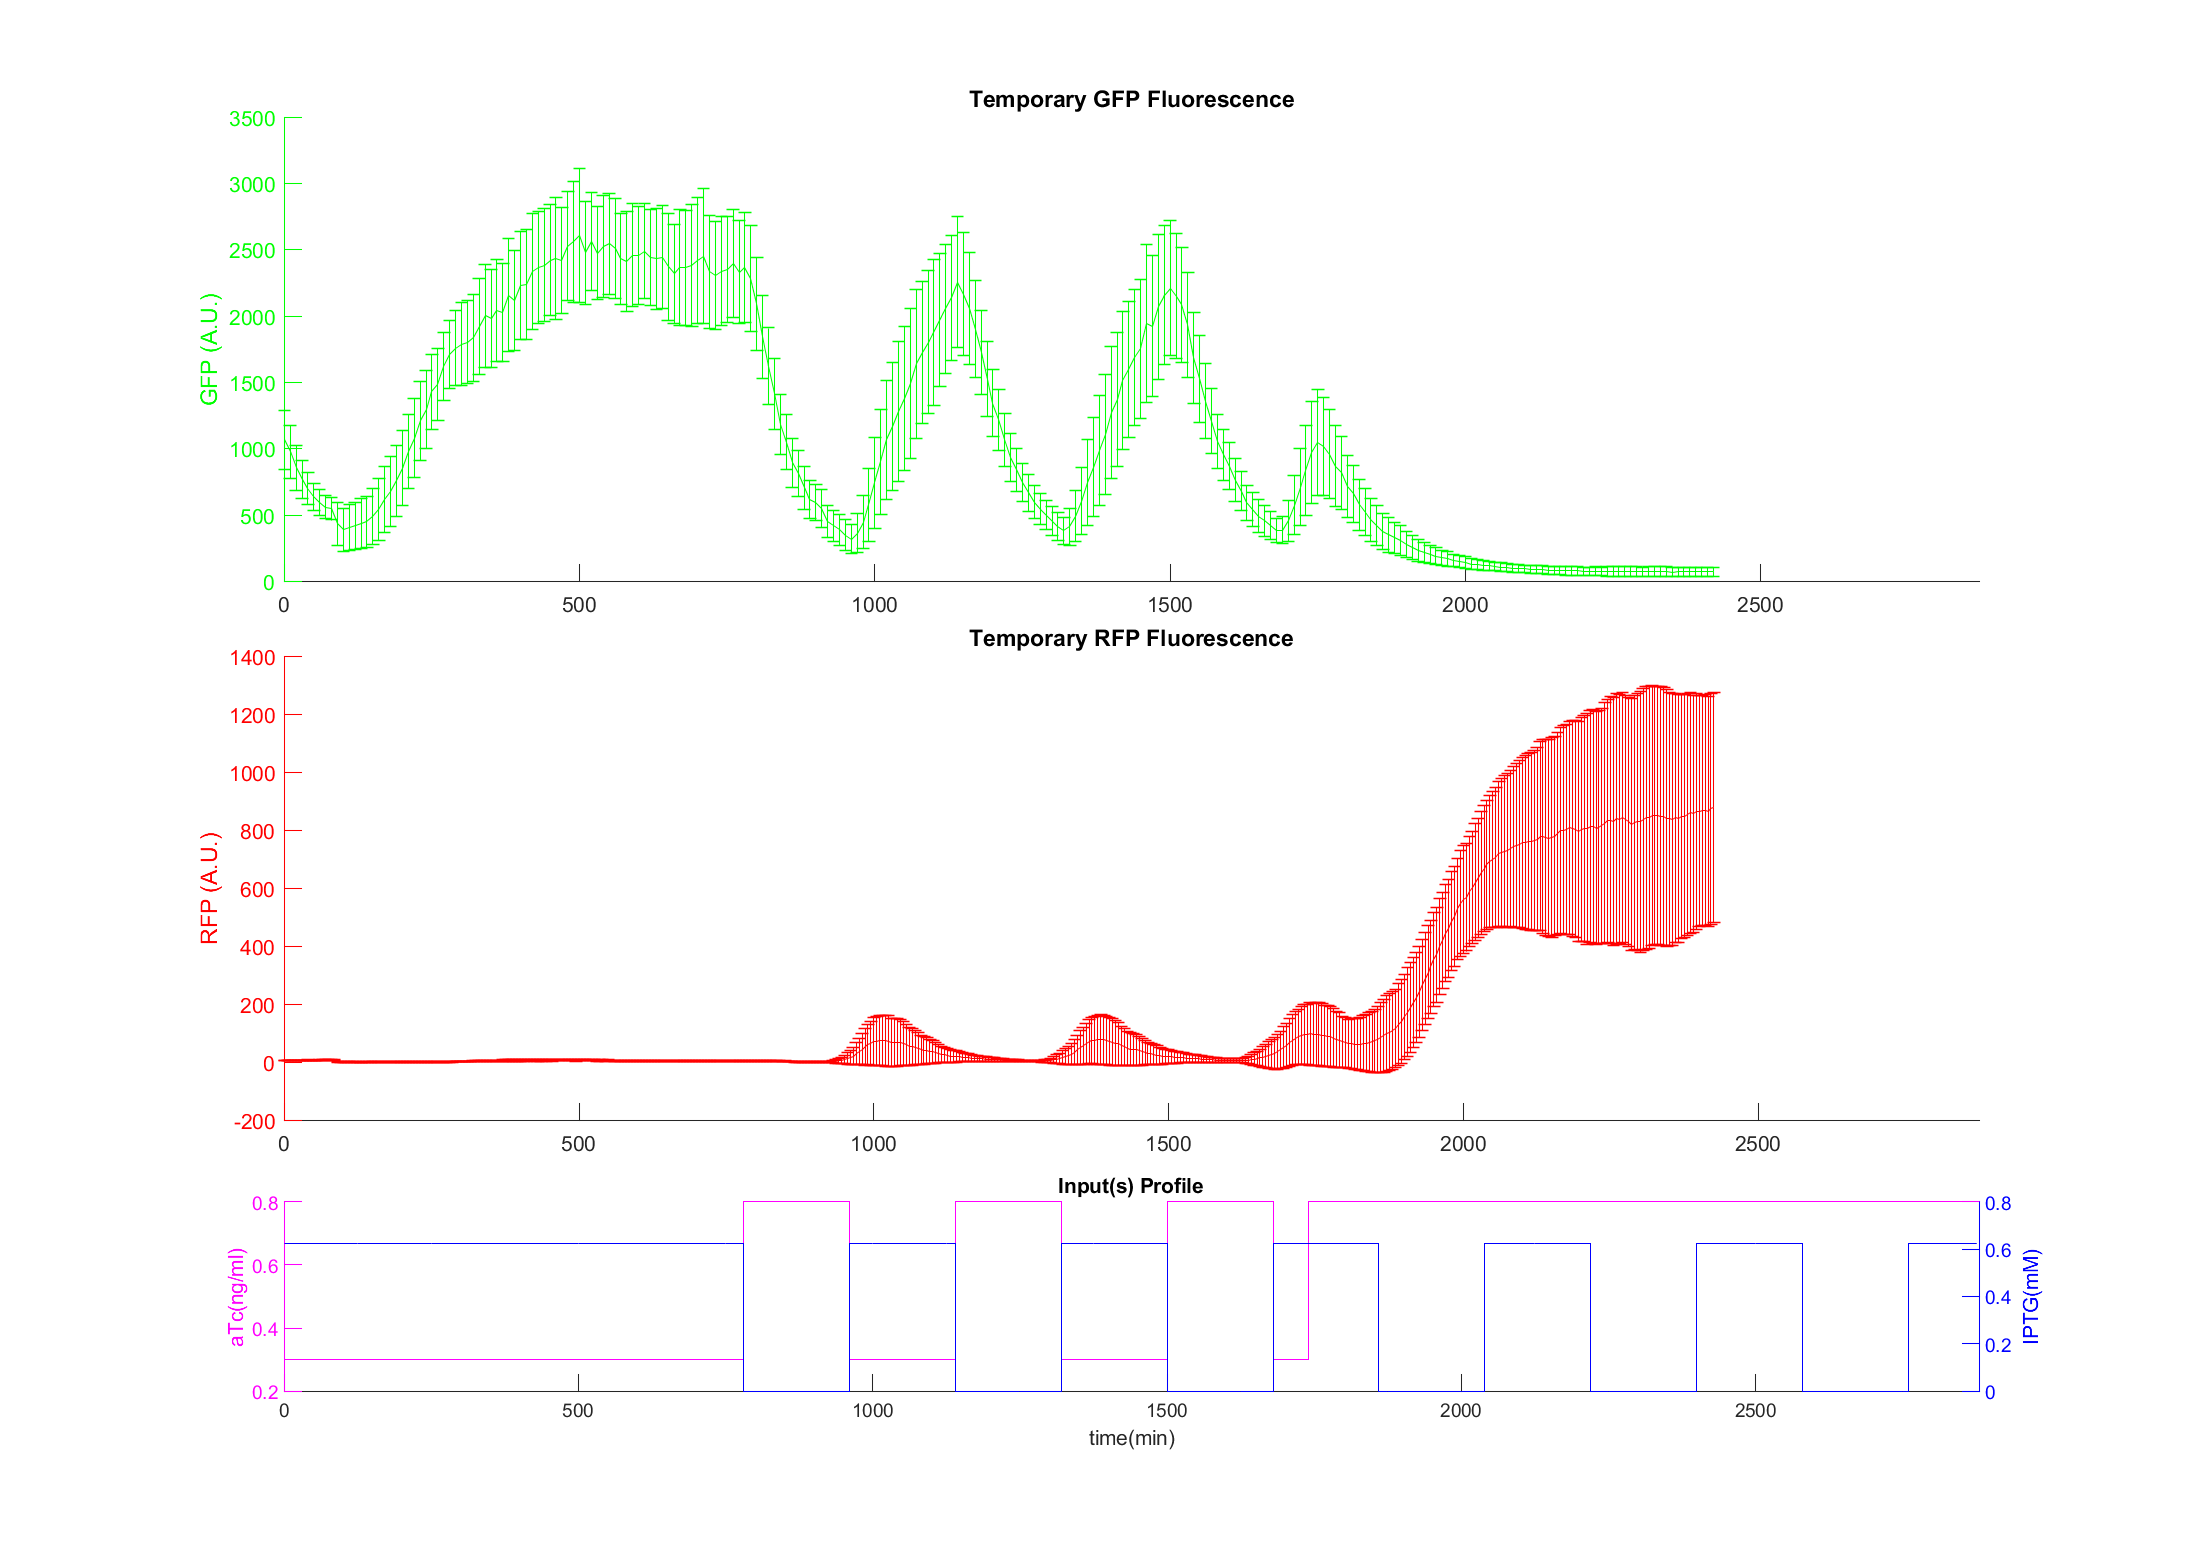 Temporary GFP Fluorescence
GFP (A.U.)
3500
3000
2500
2000
1500
1000
500
0
0 500 1000 1500 2000 2500
Temporary RFP Fluorescence
RFP (A.U.)
1400
1200
1000
800
600
400
200
0
-200
0 500 1000 1500 2000 2500
Input(s) Profile
aTc(ng/ml)
0.8
0.6
0.4
0.2
0.8
0.6
0.4
0.2
0
IPTG(mM)
0 500 1000 1500 2000 2500
time(min)